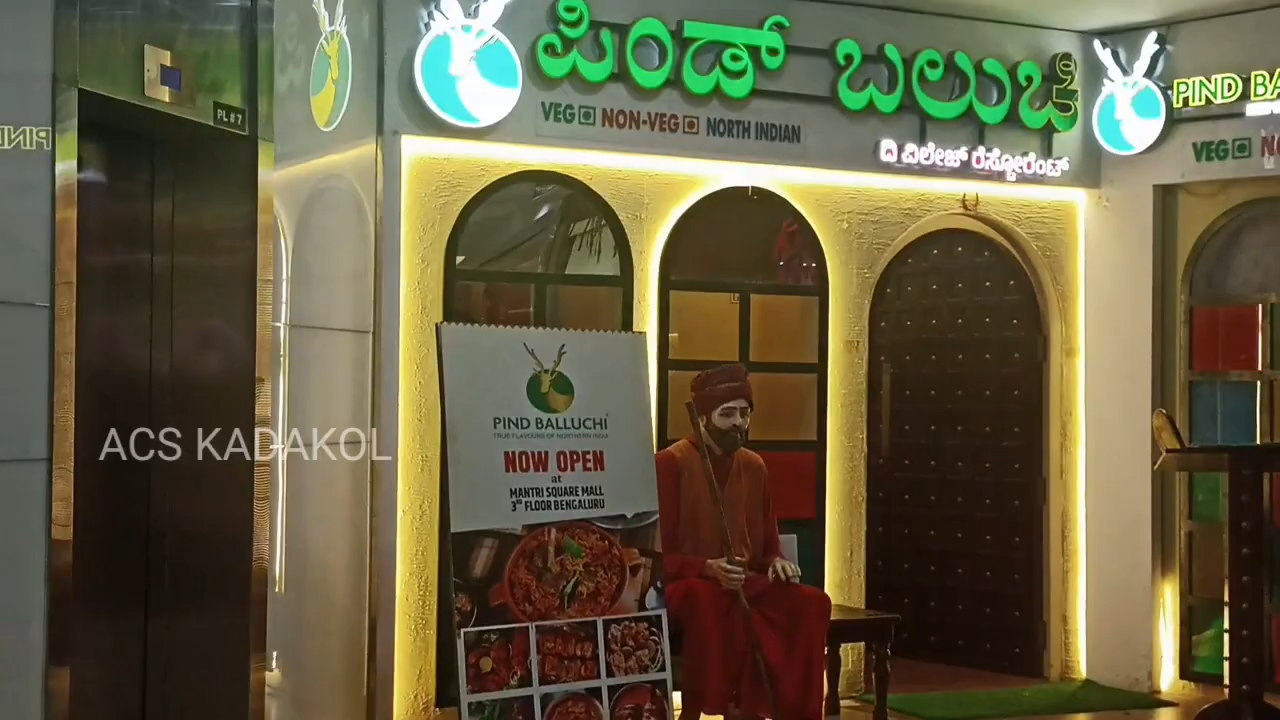 ಪಿಂಡ್ ಬಲುಚಿ
VEG NON-VEG NORTH INDIAN
ದಿ ವಿಲೇಜ್ ರೆಸ್ಟೋರೆಂಟ್
PIND BA
VEG
PL # 7
PIND
PIND BALLUCHI
TRUE FLAVOURS OF NORTHERN INDIA
NOW OPEN
at
MANTRI SQUARE MALL
3RD FLOOR BENGALURU
ACS KADAKOL